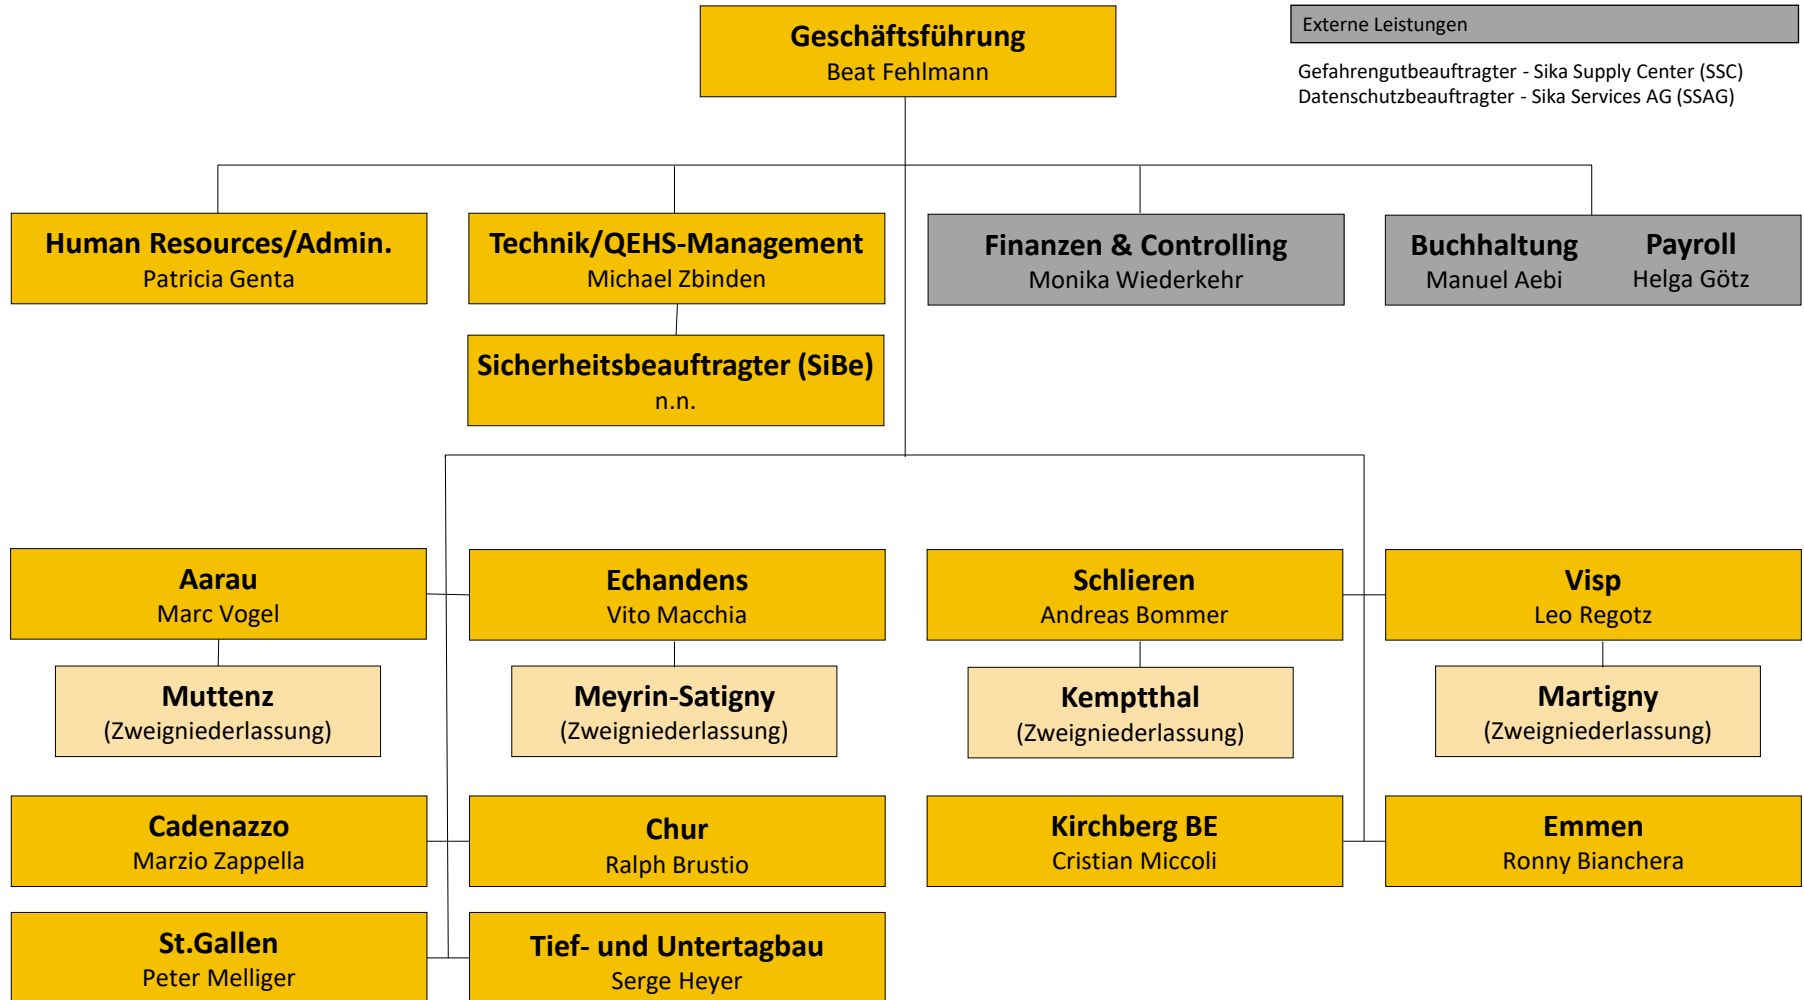 Geschäftsführung
Beat Fehlmann
Externe Leistungen
Gefahrengutbeauftragter - Sika Supply Center (SSC)
Datenschutzbeauftragter - Sika Services AG (SSAG)
Human Resources/Admin.
Patricia Genta
Technik/QEHS-Management
Michael Zbinden
Finanzen & Controlling
Monika Wiederkehr
Buchhaltung
Manuel Aebi
Payroll
Helga Götz
Sicherheitsbeauftragter (SiBe)
n.n.
Aarau
Marc Vogel
Echandens
Vito Macchia
Schlieren
Andreas Bommer
Visp
Leo Regotz
Muttenz
(Zweigniederlassung)
Meyrin-Satigny
(Zweigniederlassung)
Kemptthal
(Zweigniederlassung)
Martigny
(Zweigniederlassung)
Cadenazzo
Marzio Zappella
Chur
Ralph Brustio
Kirchberg BE
Cristian Miccoli
Emmen
Ronny Bianchera
St.Gallen
Peter Melliger
Tief- und Untertagbau
Serge Heyer